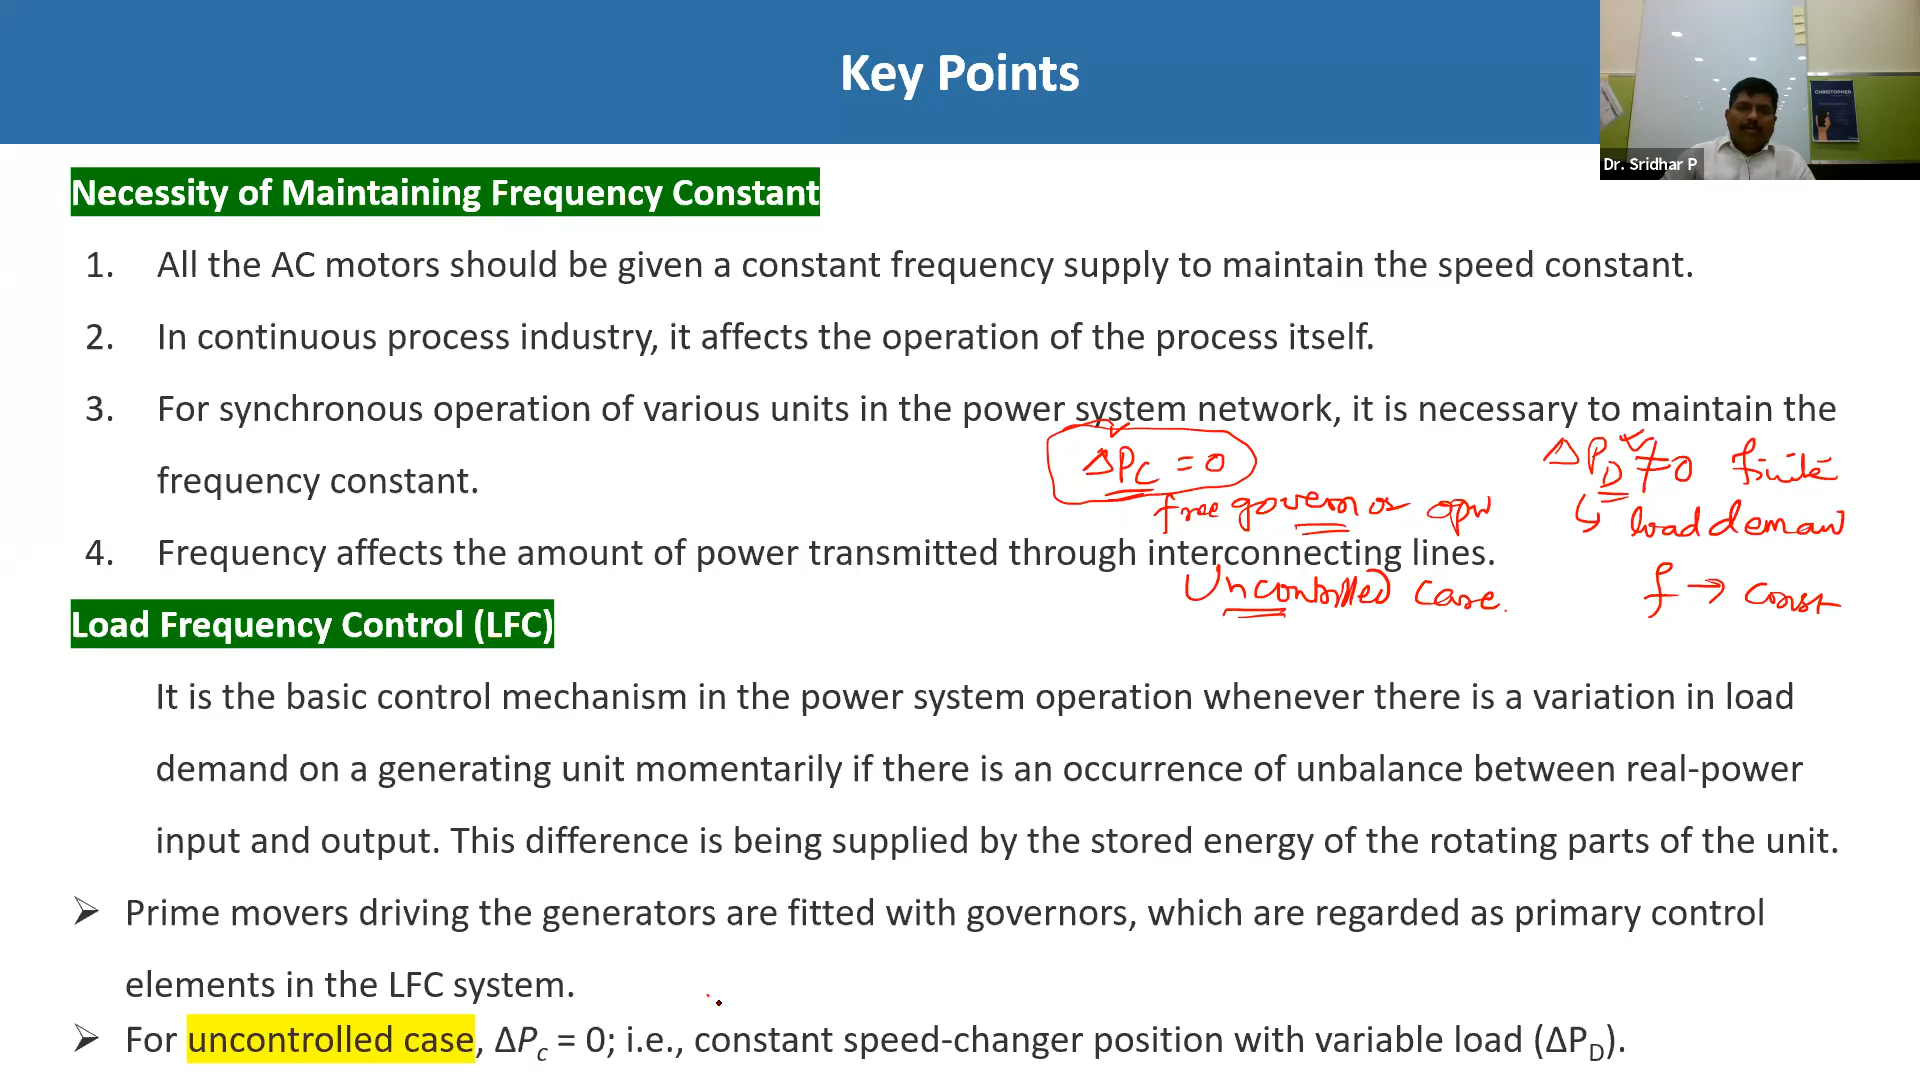 Key Points
CHRISTOPHER
Dr. Sridhar P
Necessity of Maintaining Frequency Constant
1. All the AC motors should be given a constant frequency supply to maintain the speed constant.
2. In continuous process industry, it affects the operation of the process itself.
3. For synchronous operation of various units in the power system network, it is necessary to maintain the
frequency constant.
ΔPc = 0
ΔPD ≠ 0 finite
free governor opn
load deman
4. Frequency affects the amount of power transmitted through interconnecting lines.
Uncontrolled case.
f → const
Load Frequency Control (LFC)
It is the basic control mechanism in the power system operation whenever there is a variation in load
demand on a generating unit momentarily if there is an occurrence of unbalance between real-power
input and output. This difference is being supplied by the stored energy of the rotating parts of the unit.
➢ Prime movers driving the generators are fitted with governors, which are regarded as primary control
elements in the LFC system.
➢ For uncontrolled case, ΔPc = 0; i.e., constant speed-changer position with variable load (ΔPD).